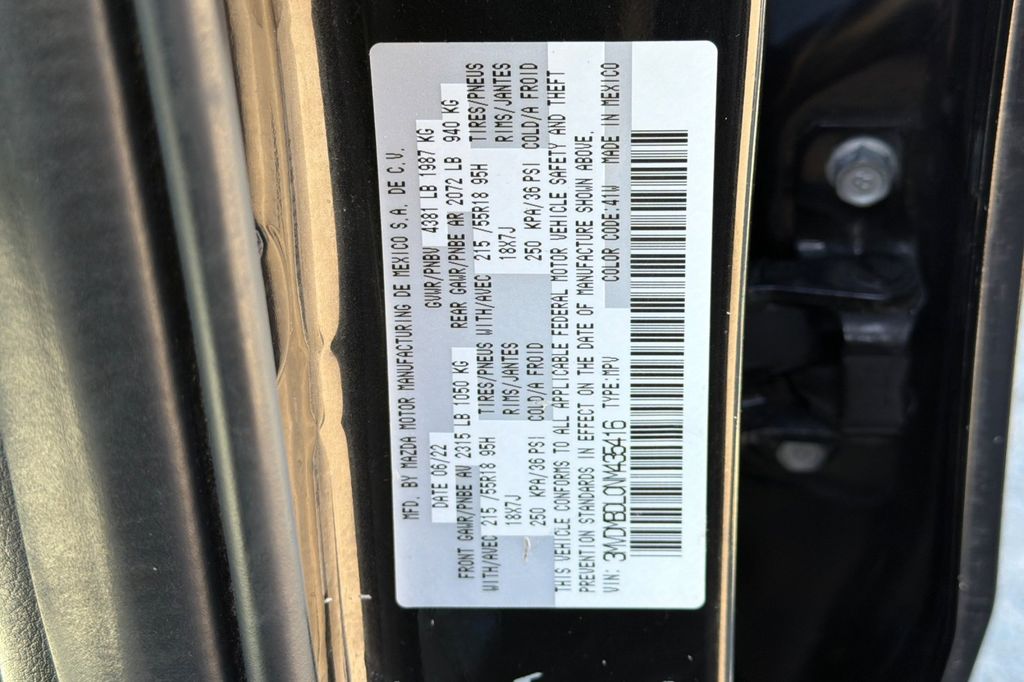 MFD. BY MAZDA MOTOR MANUFACTURING DE MEXICO S.A. DE C.V.
DATE 06/22 GVWR/PNBV 4381 LB 1987 KG
FRONT GAWR/PNBE AV 2315 LB 1050 KG REAR GAWR/PNBE AR 2072 LB 940 KG
WITH/AVEC 215 /55R18 95H TIRES/PNEUS WITH/AVEC 215 /55R18 95H TIRES/PNEUS
18X7J RIMS/JANTES 18X7J RIMS/JANTES
250 KPA/36 PSI COLD/A FROID 250 KPA/36 PSI COLD/A FROID
THIS VEHICLE CONFORMS TO ALL APPLICABLE FEDERAL MOTOR VEHICLE SAFETY AND THEFT
PREVENTION STANDARDS IN EFFECT ON THE DATE OF MANUFACTURE SHOWN ABOVE.
VIN: 3MVDMBDL0NM435416 TYPE:MPV COLOR CODE:41W MADE IN MEXICO